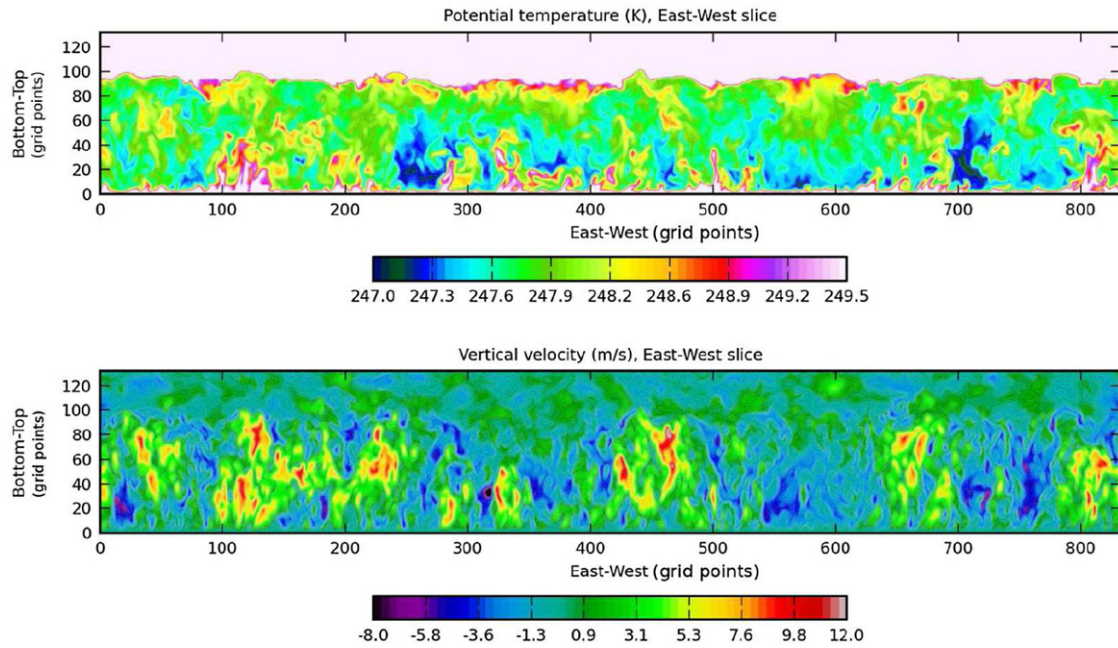 Potential temperature (K), East-West slice
120
100
80
60
40
20
0
Bottom-Top
(grid points)
0 100 200 300 400 500 600 700 800
East-West (grid points)
247.0 247.3 247.6 247.9 248.2 248.6 248.9 249.2 249.5
Vertical velocity (m/s), East-West slice
120
100
80
60
40
20
0
Bottom-Top
(grid points)
0 100 200 300 400 500 600 700 800
East-West (grid points)
-8.0 -5.8 -3.6 -1.3 0.9 3.1 5.3 7.6 9.8 12.0